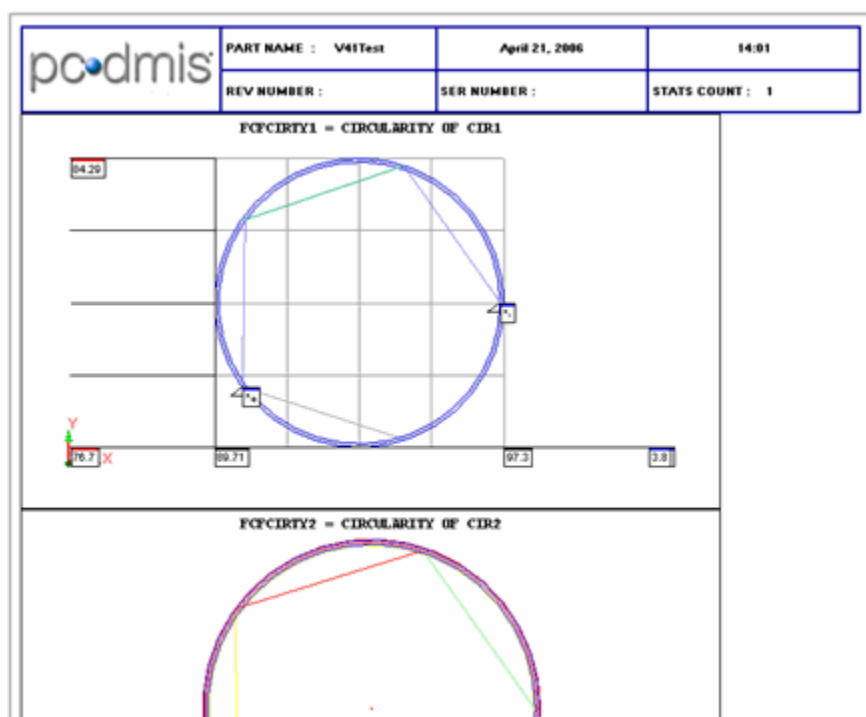 pc dmis
PART NAME : V41Test
April 21, 2006
14:01
REV NUMBER :
SER NUMBER :
STATS COUNT : 1
FCFCIRTY1 = CIRCULARITY OF CIR1
84.29
Y
76.7
X
89.71
97.3
3.8
FCFCIRTY2 = CIRCULARITY OF CIR2